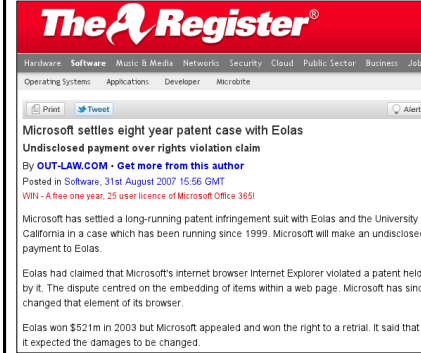 The Register®
Hardware Software Music & Media Networks Security Cloud Public Sector Business Job
Operating Systems Applications Developer Microbite
Print Tweet Alert
Microsoft settles eight year patent case with Eolas
Undisclosed payment over rights violation claim
By OUT-LAW.COM • Get more from this author
Posted in Software, 31st August 2007 15:56 GMT
WIN - A free one year, 25 user licence of Microsoft Office 365!
Microsoft has settled a long-running patent infringement suit with Eolas and the University
California in a case which has been running since 1999. Microsoft will make an undisclosed
payment to Eolas.
Eolas had claimed that Microsoft's internet browser Internet Explorer violated a patent held
by it. The dispute centred on the embedding of items within a web page. Microsoft has sinc
changed that element of its browser.
Eolas won $521m in 2003 but Microsoft appealed and won the right to a retrial. It said that
it expected the damages to be changed.